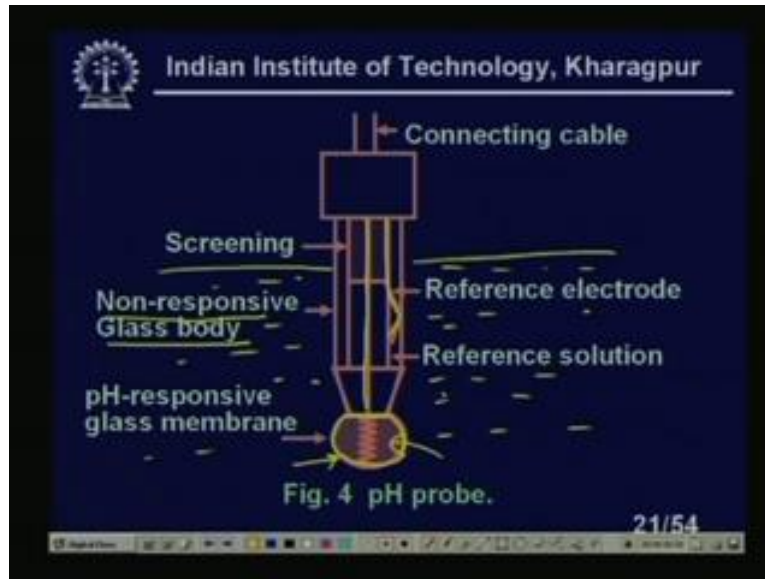 Indian Institute of Technology, Kharagpur
Connecting cable
Screening
Reference electrode
Non-responsive
Glass body
Reference solution
pH-responsive
glass membrane
Fig. 4 pH probe.
21/54